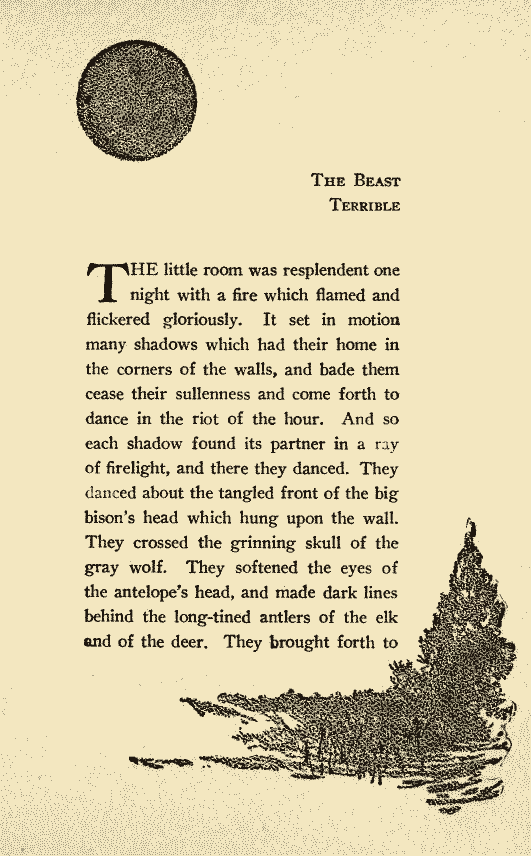 THE BEAST
TERRIBLE
THE little room was resplendent one
night with a fire which flamed and
flickered gloriously. It set in motion
many shadows which had their home in
the corners of the walls, and bade them
cease their sullenness and come forth to
dance in the riot of the hour. And so
each shadow found its partner in a ray
of firelight, and there they danced. They
danced about the tangled front of the big
bison's head which hung upon the wall.
They crossed the grinning skull of the
gray wolf. They softened the eyes of
the antelope's head, and made dark lines
behind the long-tined antlers of the elk
and of the deer. They brought forth to